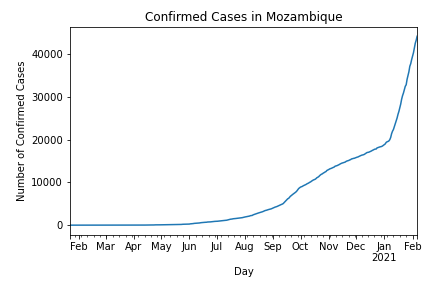 Confirmed Cases in Mozambique
Number of Confirmed Cases
40000
30000
20000
10000
0
Feb Mar Apr May Jun Jul Aug Sep Oct Nov Dec Jan Feb
2021
Day